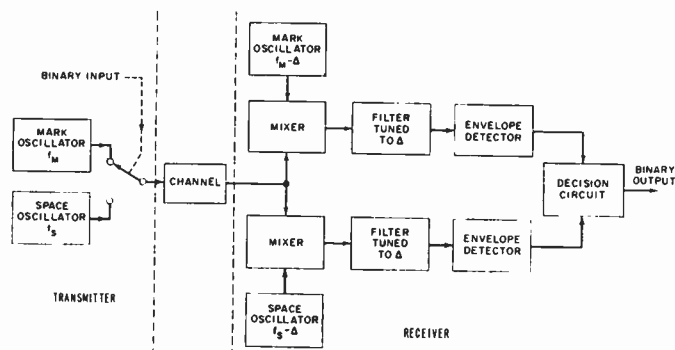 BINARY INPUT
MARK
OSCILLATOR
f_M
SPACE
OSCILLATOR
f_S
TRANSMITTER
CHANNEL
MARK
OSCILLATOR
f_M-Δ
MIXER
FILTER
TUNED
TO Δ
ENVELOPE
DETECTOR
DECISION
CIRCUIT
BINARY
OUTPUT
MIXER
FILTER
TUNED
TO Δ
ENVELOPE
DETECTOR
SPACE
OSCILLATOR
f_S-Δ
RECEIVER